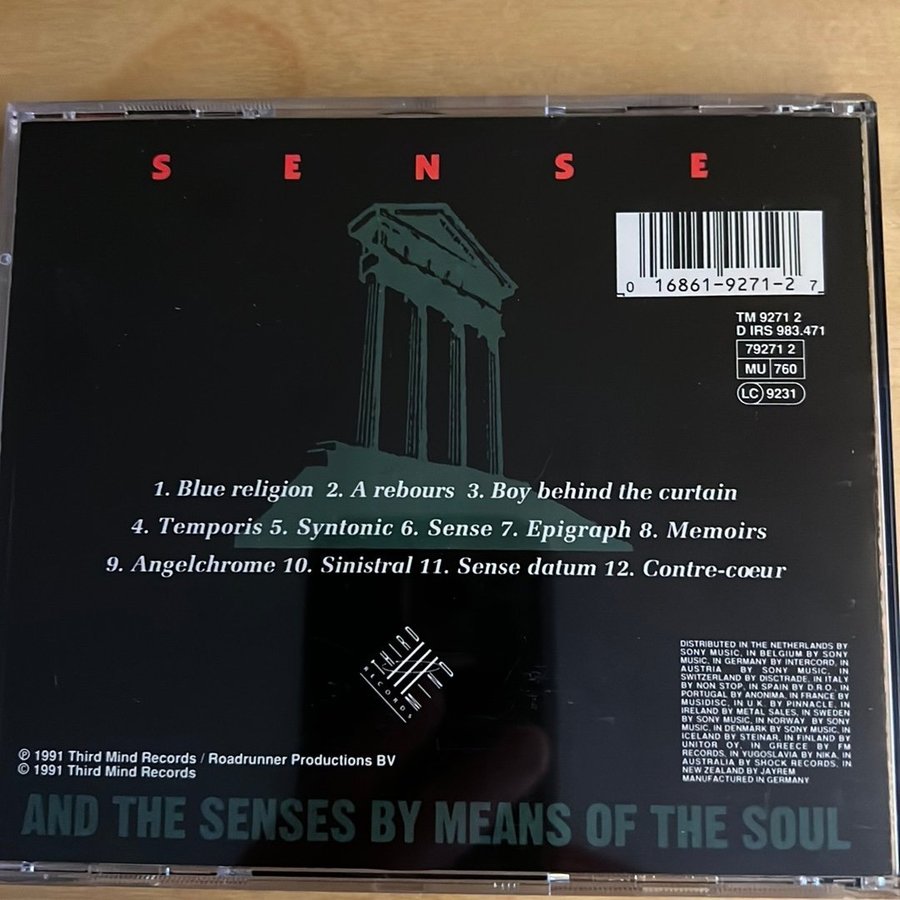 SENSE
0 16861-9271-2 7
TM 9271 2
D IRS 983.471
79271 2
MU 760
LC 9231
1. Blue religion 2. A rebours 3. Boy behind the curtain
4. Temporis 5. Syntonic 6. Sense 7. Epigraph 8. Memoirs
9. Angelchrome 10. Sinistral 11. Sense datum 12. Contre-cœur
THIRD
MIND
RECORDS
DISTRIBUTED IN THE NETHERLANDS BY
SONY MUSIC, IN BELGIUM BY SONY
MUSIC, IN GERMANY BY INTERCORD, IN
AUSTRIA BY SONY MUSIC, IN
SWITZERLAND BY DISCTRADE, IN ITALY
BY NON STOP, IN SPAIN BY D.R.O., IN
PORTUGAL BY ANONIMA, IN FRANCE BY
MUSIDISC, IN U.K. BY PINNACLE, IN
IRELAND BY METAL SALES, IN SWEDEN
BY SONY MUSIC, IN NORWAY BY SONY
MUSIC, IN DENMARK BY SONY MUSIC, IN
ICELAND BY STEINAR, IN FINLAND BY
UNITOR OY, IN GREECE BY FM
RECORDS, IN YUGOSLAVIA BY NIKA, IN
AUSTRALIA BY SHOCK RECORDS, IN
NEW ZEALAND BY JAYREM
MANUFACTURED IN GERMANY
℗ 1991 Third Mind Records / Roadrunner Productions BV
© 1991 Third Mind Records
AND THE SENSES BY MEANS OF THE SOUL